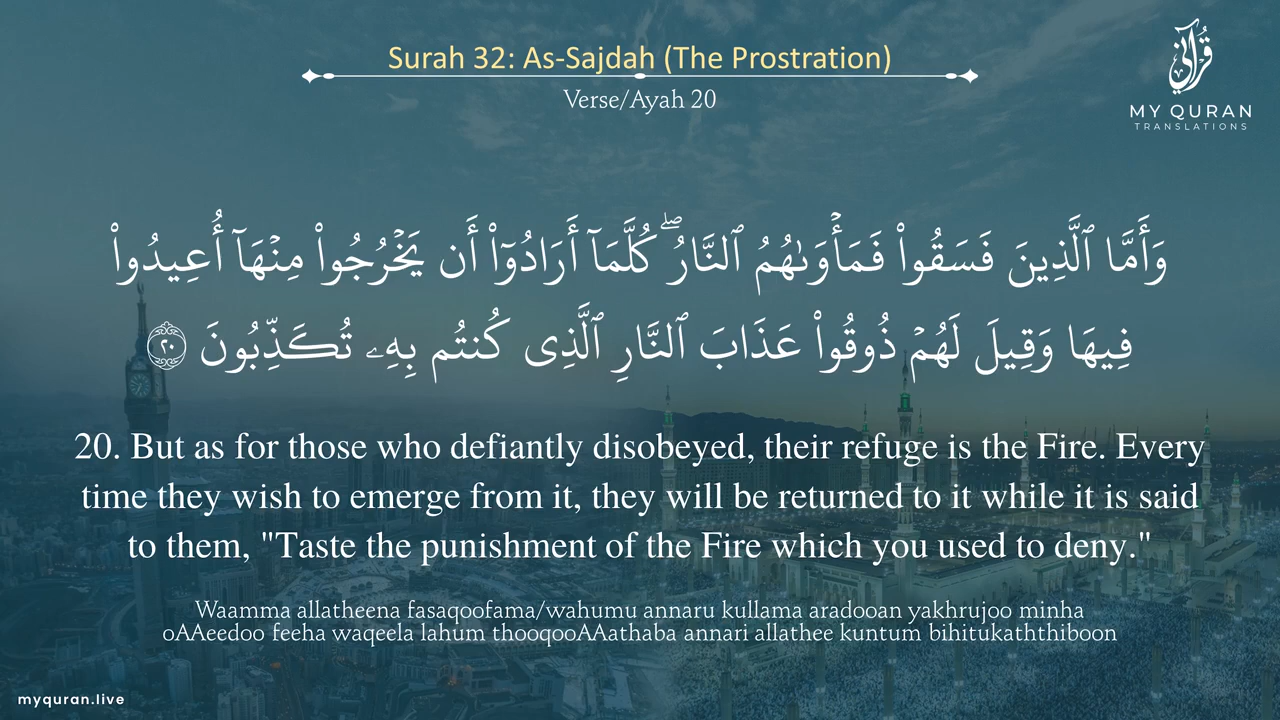 Surah 32: As-Sajdah (The Prostration)
Verse/Ayah 20
قرآني
MY QURAN
TRANSLATIONS
وَأَمَّا ٱلَّذِينَ فَسَقُوا۟ فَمَأْوَىٰهُمُ ٱلنَّارُ ۖ كُلَّمَآ أَرَادُوٓا۟ أَن يَخْرُجُوا۟ مِنْهَآ أُعِيدُوا۟
فِيهَا وَقِيلَ لَهُمْ ذُوقُوا۟ عَذَابَ ٱلنَّارِ ٱلَّذِى كُنتُم بِهِۦ تُكَذِّبُونَ ٢٠
20. But as for those who defiantly disobeyed, their refuge is the Fire. Every
time they wish to emerge from it, they will be returned to it while it is said
to them, "Taste the punishment of the Fire which you used to deny."
Waamma allatheena fasaqoofama/wahumu annaru kullama aradooan yakhrujoo minha
oAAeedoo feeha waqeela lahum thooqooAAathaba annari allathee kuntum bihitukaththiboon
myquran.live